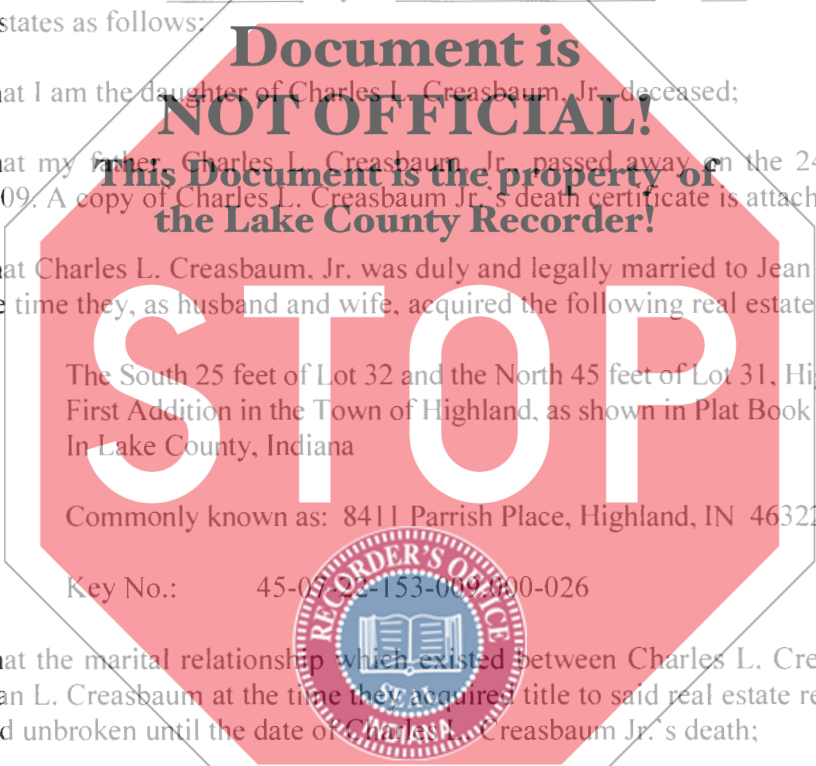 states as follows:
Document is
at I am the daughter of Charles L. Creasbaum, Jr., deceased;
NOT OFFICIAL!
at my father, Charles L. Creasbaum, Jr., passed away on the 24
This Document is the property of
09. A copy of Charles L. Creasbaum Jr.'s death certificate is attach
the Lake County Recorder!
at Charles L. Creasbaum, Jr. was duly and legally married to Jean
e time they, as husband and wife, acquired the following real estate
STOP
The South 25 feet of Lot 32 and the North 45 feet of Lot 31, Hi
First Addition in the Town of Highland, as shown in Plat Book
In Lake County, Indiana
Commonly known as: 8411 Parrish Place, Highland, IN 46322
RECORDER'S OFFICE
Key No.: 45-07-22-153-009.000-026
at the marital relationship which existed between Charles L. Cre
an L. Creasbaum at the time they acquired title to said real estate re
SEAL
d unbroken until the date of Charles L. Creasbaum Jr.'s death;
INDIANA